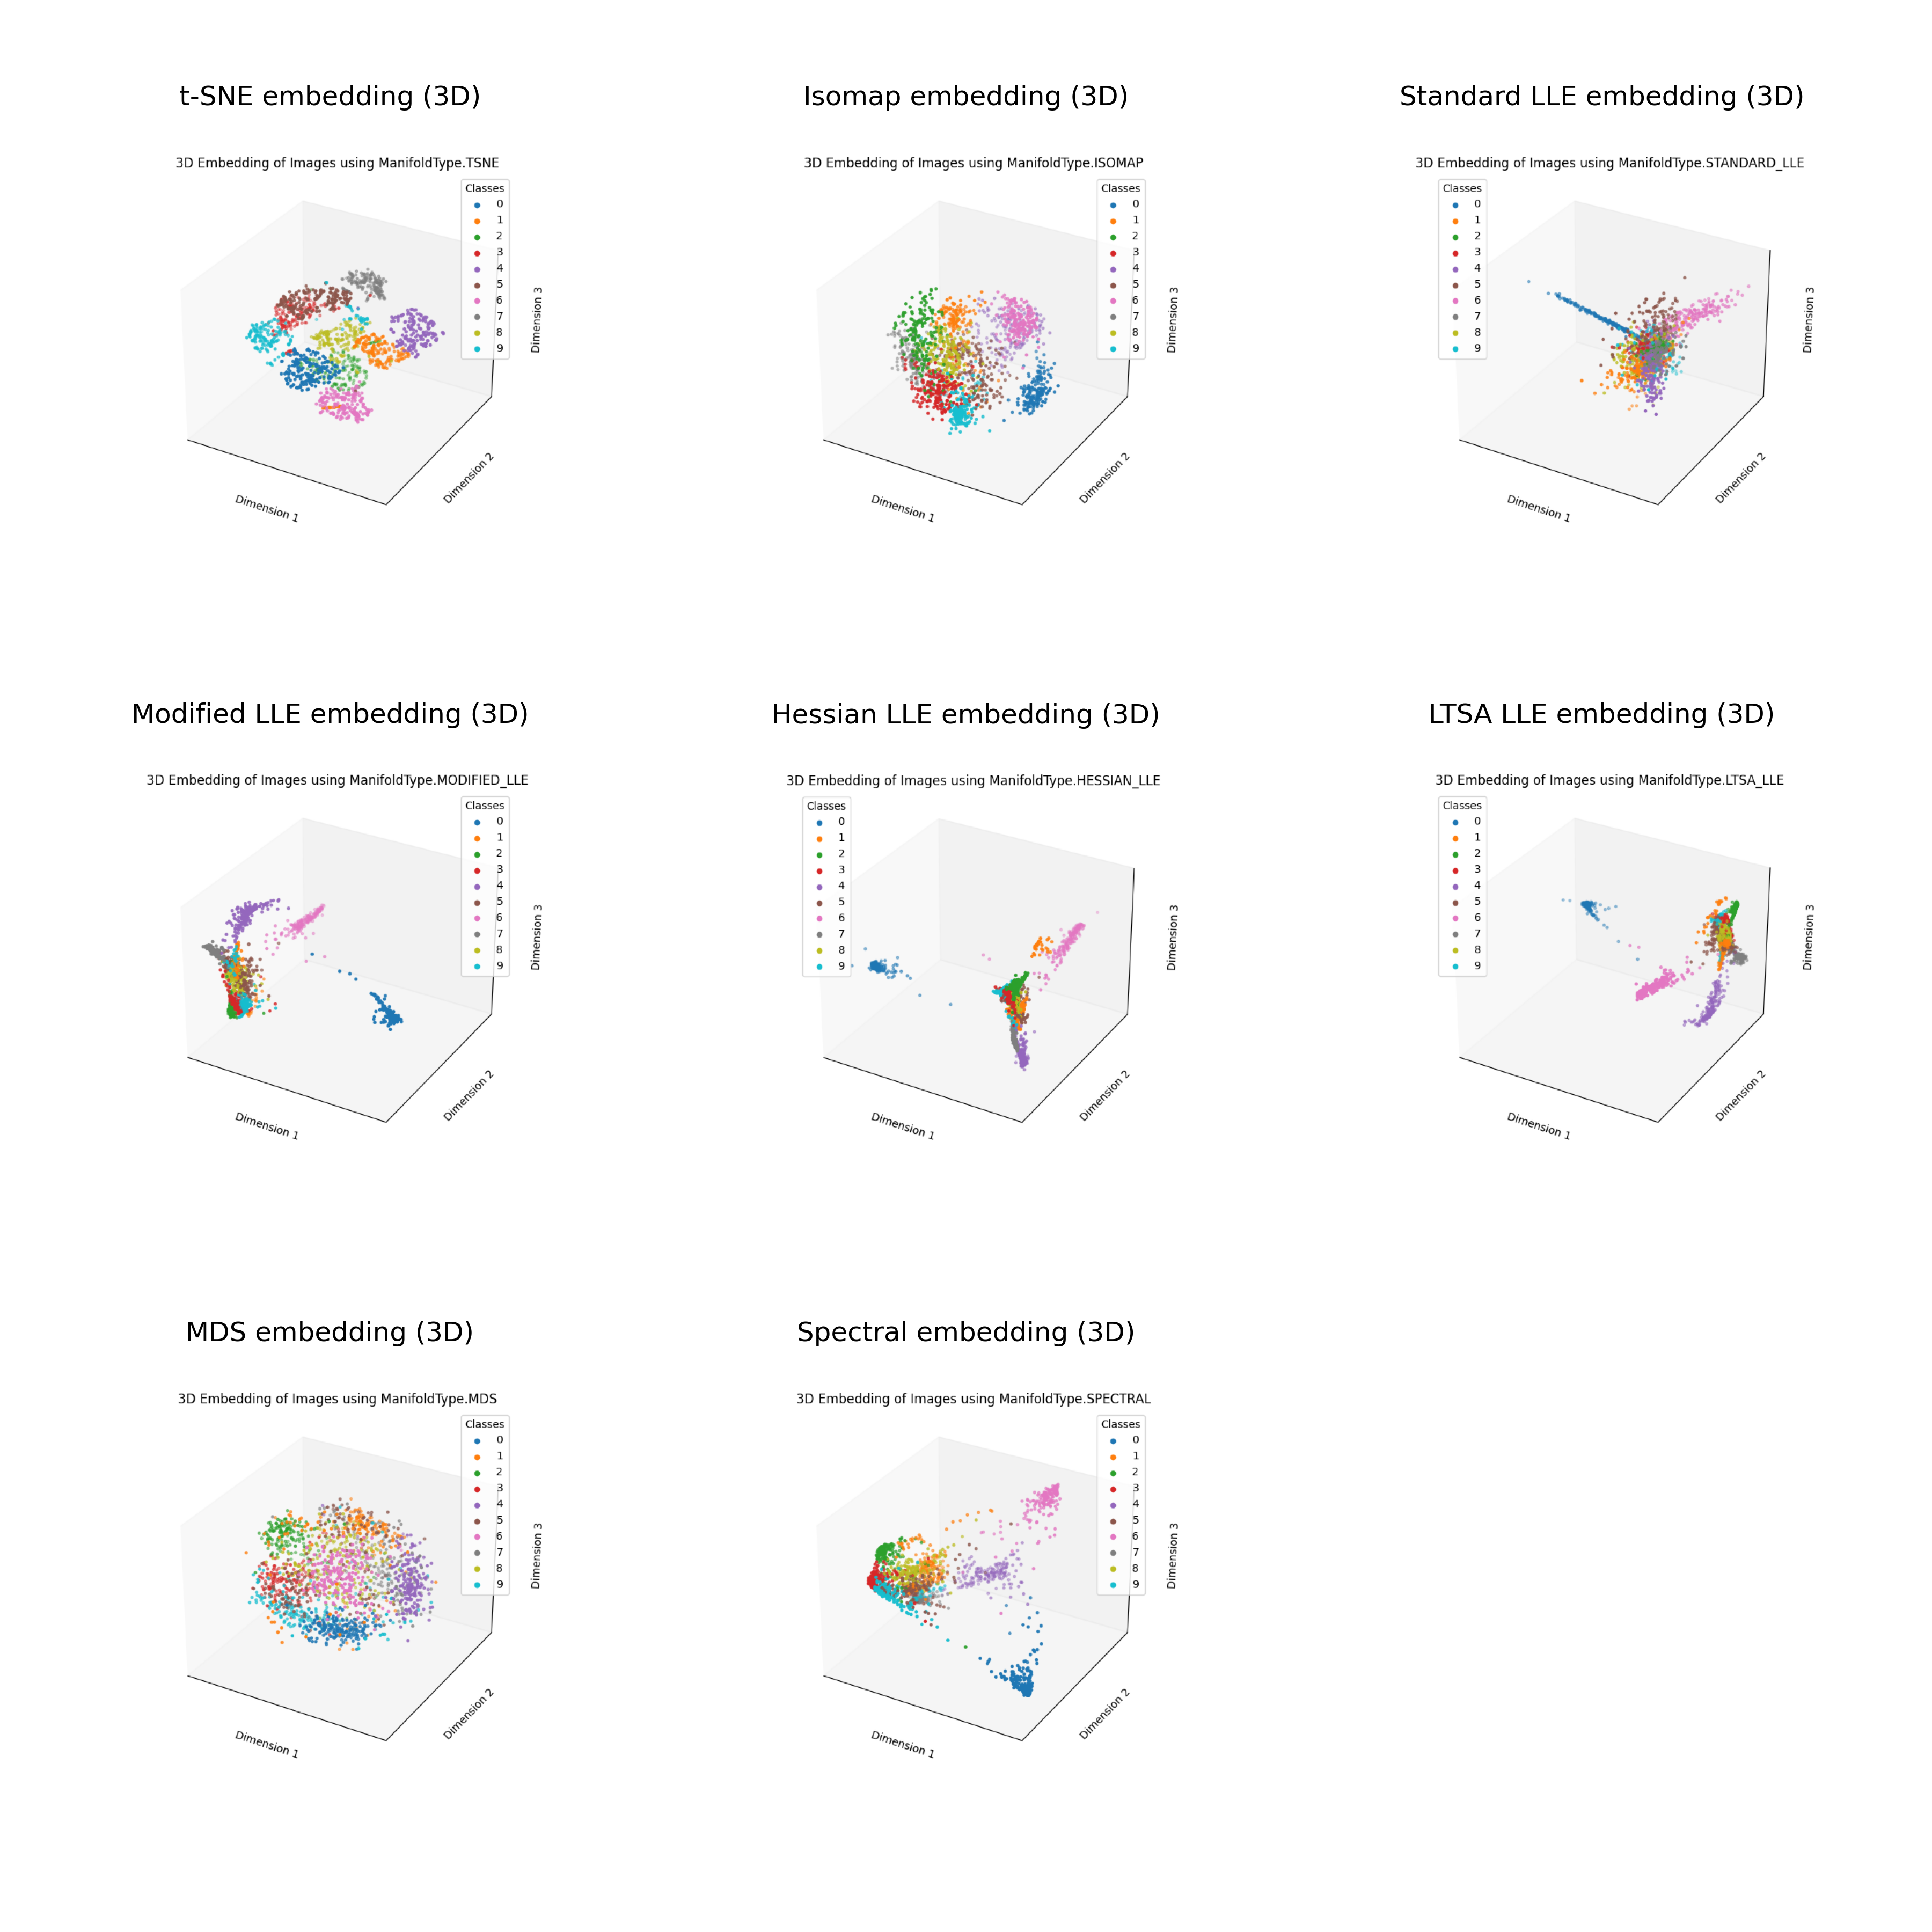 t-SNE embedding (3D)
Isomap embedding (3D)
Standard LLE embedding (3D)
3D Embedding of Images using ManifoldType.TSNE
Classes
0
1
2
3
4
5
6
7
8
9
Dimension 1
Dimension 2
Dimension 3
3D Embedding of Images using ManifoldType.ISOMAP
Classes
0
1
2
3
4
5
6
7
8
9
Dimension 1
Dimension 2
Dimension 3
3D Embedding of Images using ManifoldType.STANDARD_LLE
Classes
0
1
2
3
4
5
6
7
8
9
Dimension 1
Dimension 2
Dimension 3
Modified LLE embedding (3D)
Hessian LLE embedding (3D)
LTSA LLE embedding (3D)
3D Embedding of Images using ManifoldType.MODIFIED_LLE
Classes
0
1
2
3
4
5
6
7
8
9
Dimension 1
Dimension 2
Dimension 3
3D Embedding of Images using ManifoldType.HESSIAN_LLE
Classes
0
1
2
3
4
5
6
7
8
9
Dimension 1
Dimension 2
Dimension 3
3D Embedding of Images using ManifoldType.LTSA_LLE
Classes
0
1
2
3
4
5
6
7
8
9
Dimension 1
Dimension 2
Dimension 3
MDS embedding (3D)
Spectral embedding (3D)
3D Embedding of Images using ManifoldType.MDS
Classes
0
1
2
3
4
5
6
7
8
9
Dimension 1
Dimension 2
Dimension 3
3D Embedding of Images using ManifoldType.SPECTRAL
Classes
0
1
2
3
4
5
6
7
8
9
Dimension 1
Dimension 2
Dimension 3